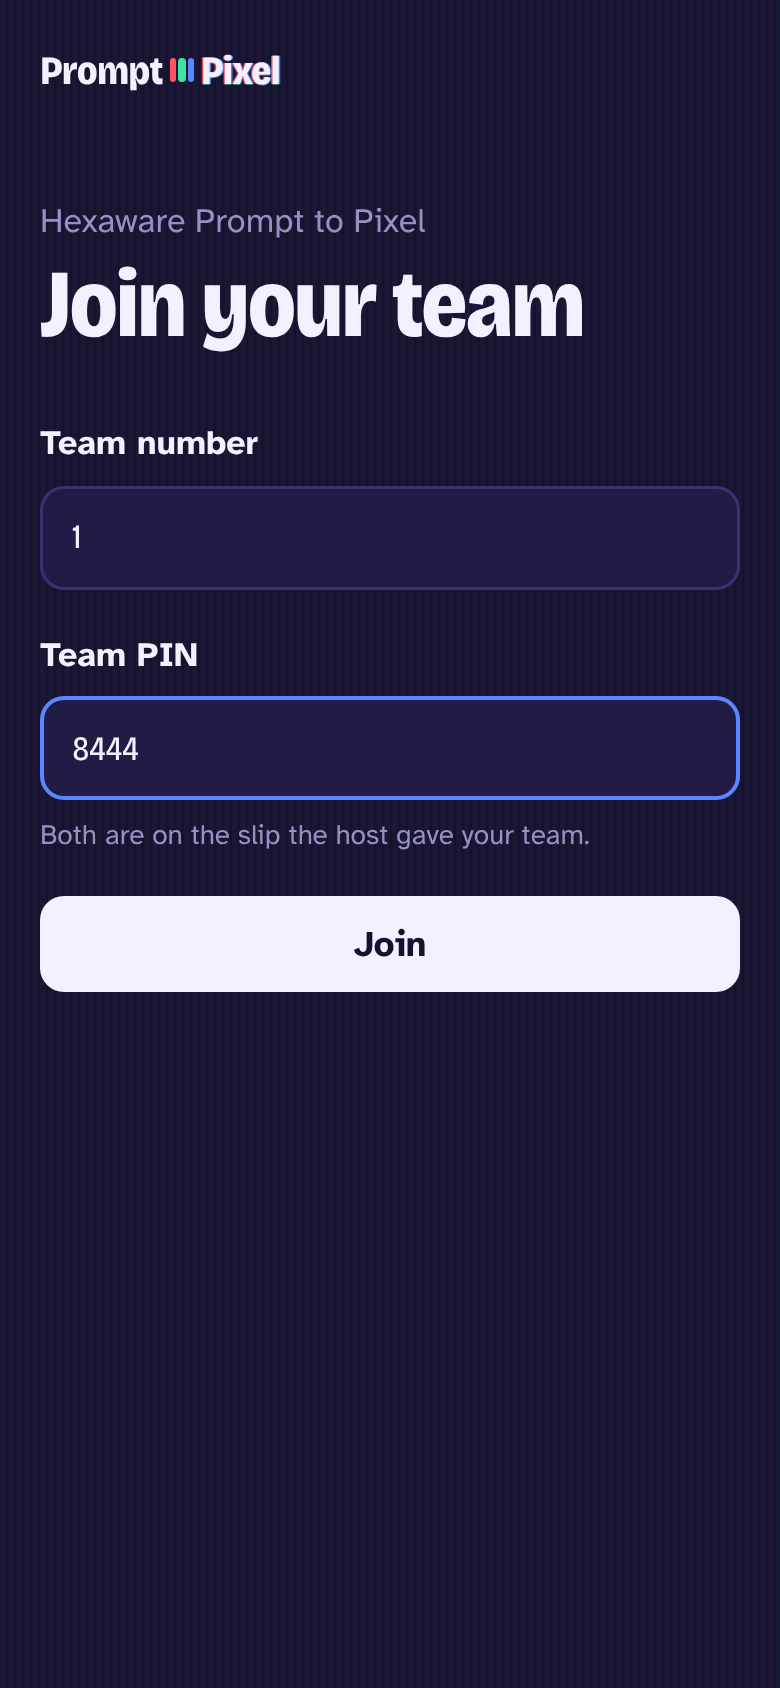 Prompt Pixel
Hexaware Prompt to Pixel
Join your team
Team number
1
Team PIN
8444
Both are on the slip the host gave your team.
Join